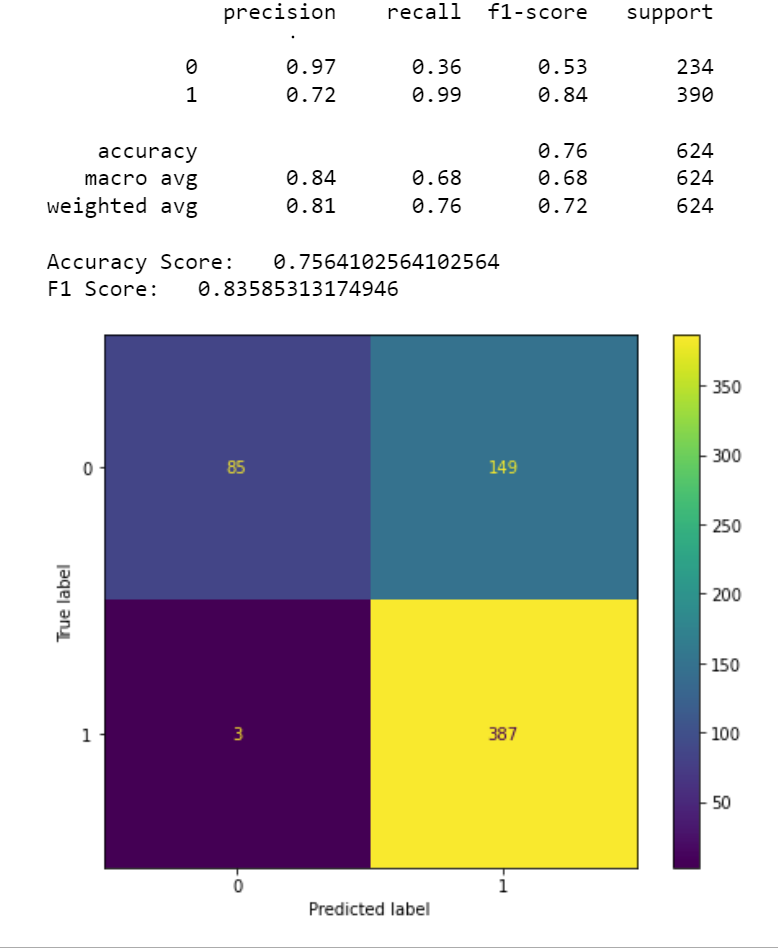 precision recall f1-score support
0 0.97 0.36 0.53 234
1 0.72 0.99 0.84 390
accuracy 0.76 624
macro avg 0.84 0.68 0.68 624
weighted avg 0.81 0.76 0.72 624
Accuracy Score: 0.7564102564102564
F1 Score: 0.83585313174946
350
0 85 149
300
250
200
True label
150
1 3 387
100
50
0 1
Predicted label